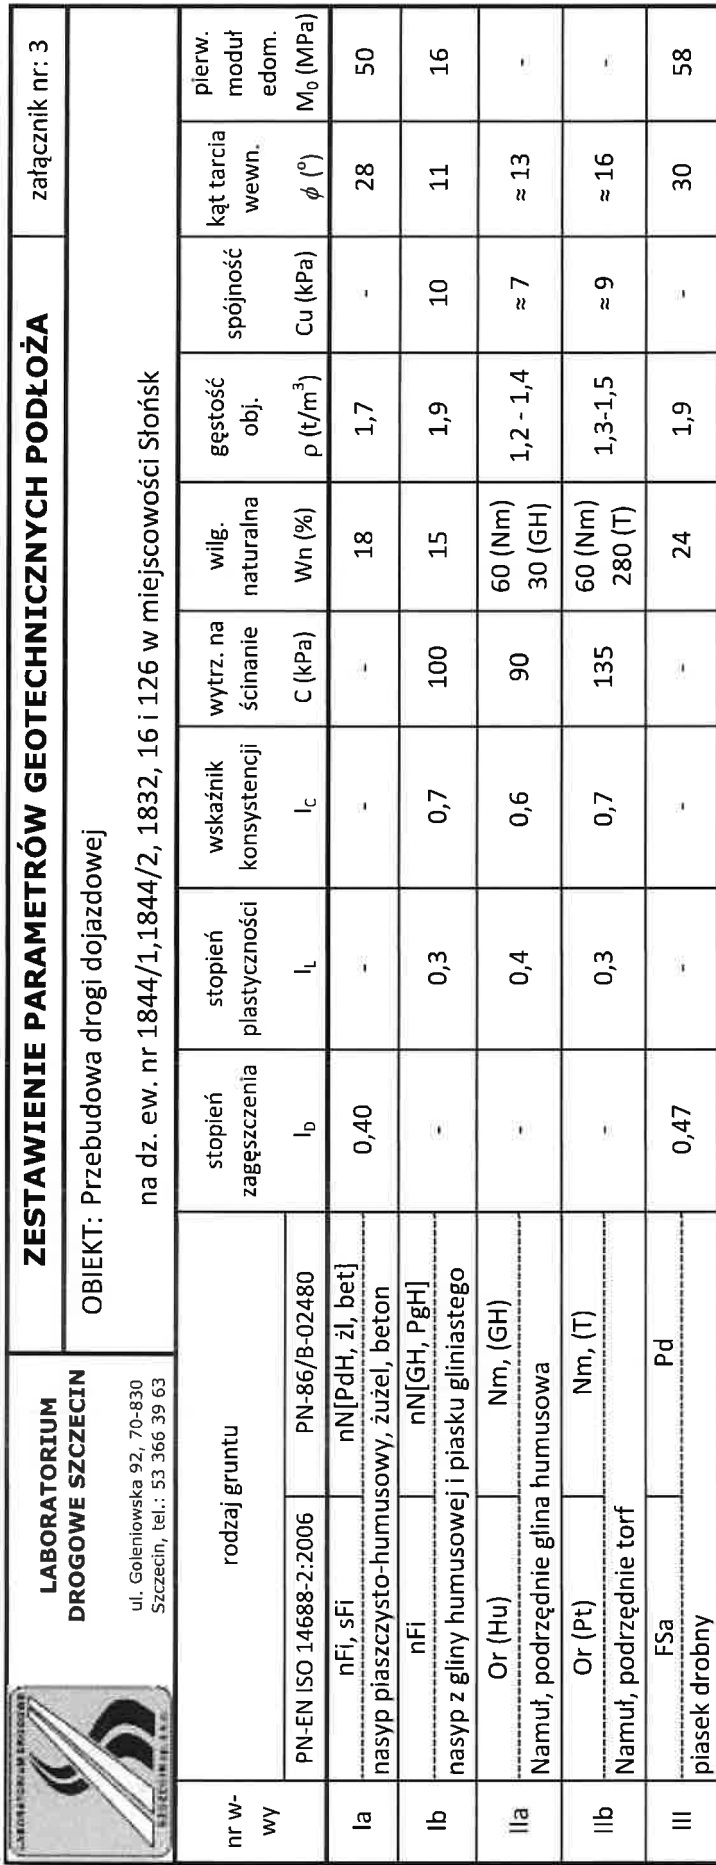 LABORATORIUM
DROGOWE SZCZECIN
ul. Goleniowska 92, 70-830
Szczecin, tel.: 53 366 39 63
ZESTAWIENIE PARAMETRÓW GEOTECHNICZNYCH PODŁOŻA
załącznik nr: 3
OBIEKT: Przebudowa drogi dojazdowej
na dz. ew. nr 1844/1,1844/2, 1832, 16 i 126 w miejscowości Słońsk
nr w-
wy
rodzaj gruntu
PN-EN ISO 14688-2:2006
PN-86/B-02480
stopień
zagęszczenia
I_D
stopień
plastyczności
I_L
wskaźnik
konsystencji
I_C
wytrz. na
ścinanie
C (kPa)
wilg.
naturalna
Wn (%)
gęstość
obj.
ρ (t/m³)
spójność
Cu (kPa)
kąt tarcia
wewn.
ϕ (°)
pierw.
moduł
edom.
M₀ (MPa)
Ia
nFi, sFi
nN[PdH, żl, bet]
nasyp piaszczysto-humusowy, żużel, beton
0,40
-
-
-
18
1,7
-
28
50
Ib
nFi
nN[GH, PgH]
nasyp z gliny humusowej i piasku gliniastego
-
0,3
0,7
100
15
1,9
10
11
16
IIa
Or (Hu)
Nm, (GH)
Namuł, podrzędnie glina humusowa
-
0,4
0,6
90
60 (Nm)
30 (GH)
1,2 - 1,4
≈ 7
≈ 13
-
IIb
Or (Pt)
Nm, (T)
Namuł, podrzędnie torf
-
0,3
0,7
135
60 (Nm)
280 (T)
1,3-1,5
≈ 9
≈ 16
-
III
FSa
Pd
piasek drobny
0,47
-
-
-
24
1,9
-
30
58